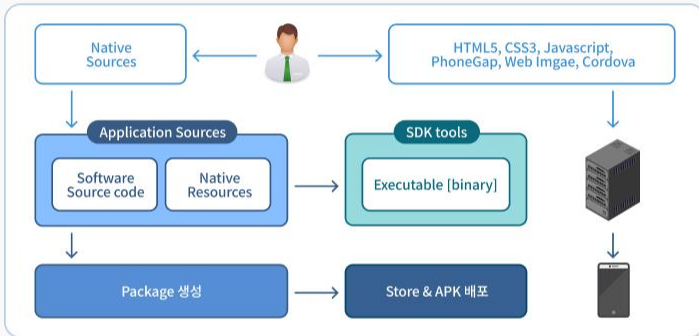 Native
Sources
HTML5, CSS3, Javascript,
PhoneGap, Web Imgae, Cordova
Application Sources
SDK tools
Software
Source code
Native
Resources
Executable [binary]
Package 생성
Store & APK 배포